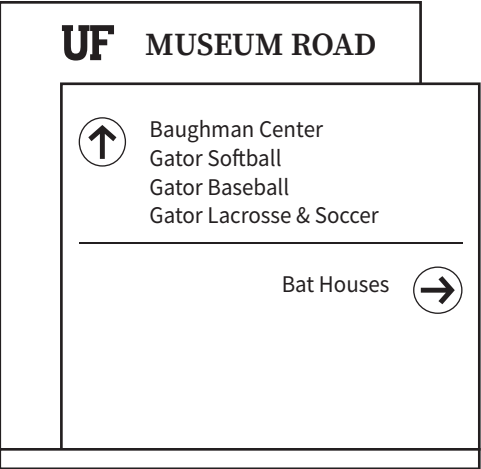 UF MUSEUM ROAD
Baughman Center
Gator Softball
Gator Baseball
Gator Lacrosse & Soccer
Bat Houses